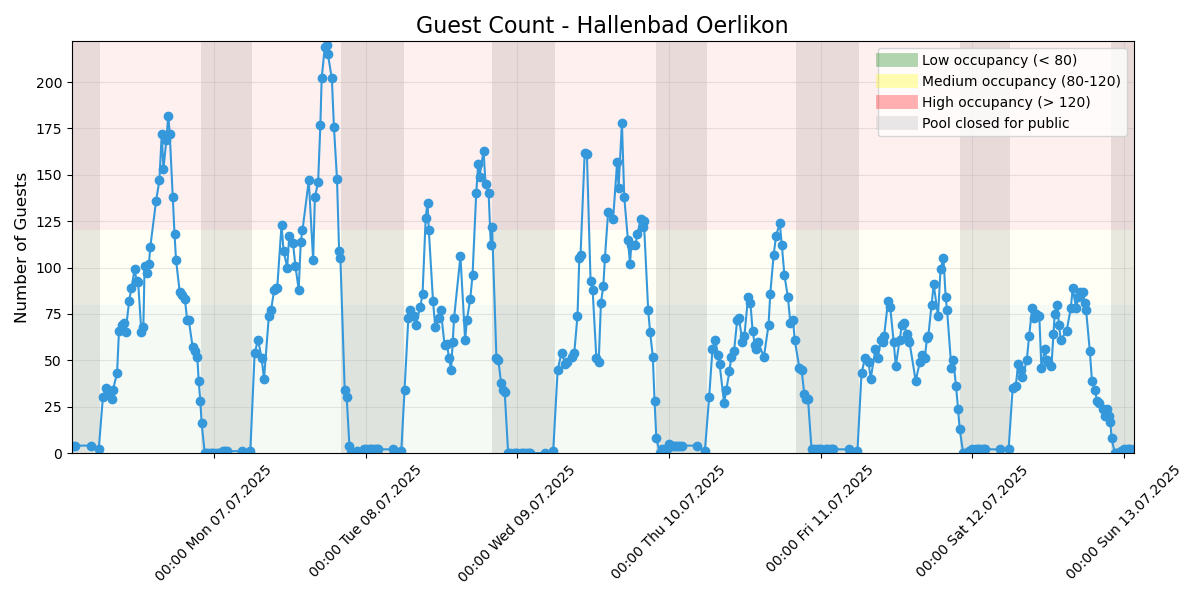 Guest Count - Hallenbad Oerlikon
Number of Guests
200
175
150
125
100
75
50
25
0
Low occupancy (< 80)
Medium occupancy (80-120)
High occupancy (> 120)
Pool closed for public
00:00 Mon 07.07.2025
00:00 Tue 08.07.2025
00:00 Wed 09.07.2025
00:00 Thu 10.07.2025
00:00 Fri 11.07.2025
00:00 Sat 12.07.2025
00:00 Sun 13.07.2025